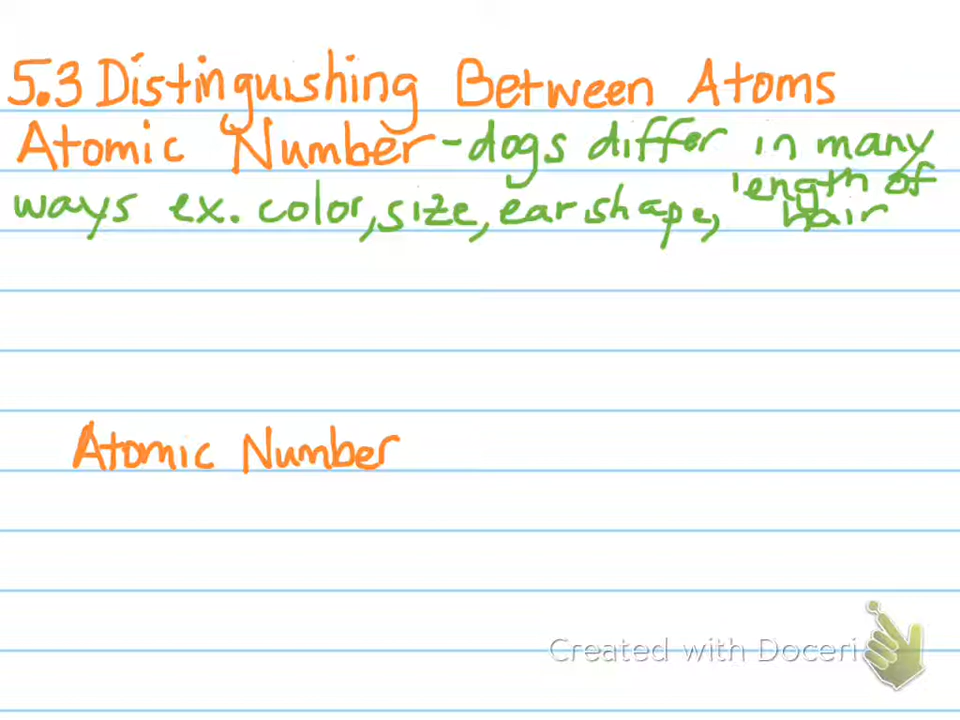 5.3 Distinguishing Between Atoms
Atomic Number - dogs differ in many
ways ex. color, size, ear shape, length of
hair
Atomic Number
Created with Doceri